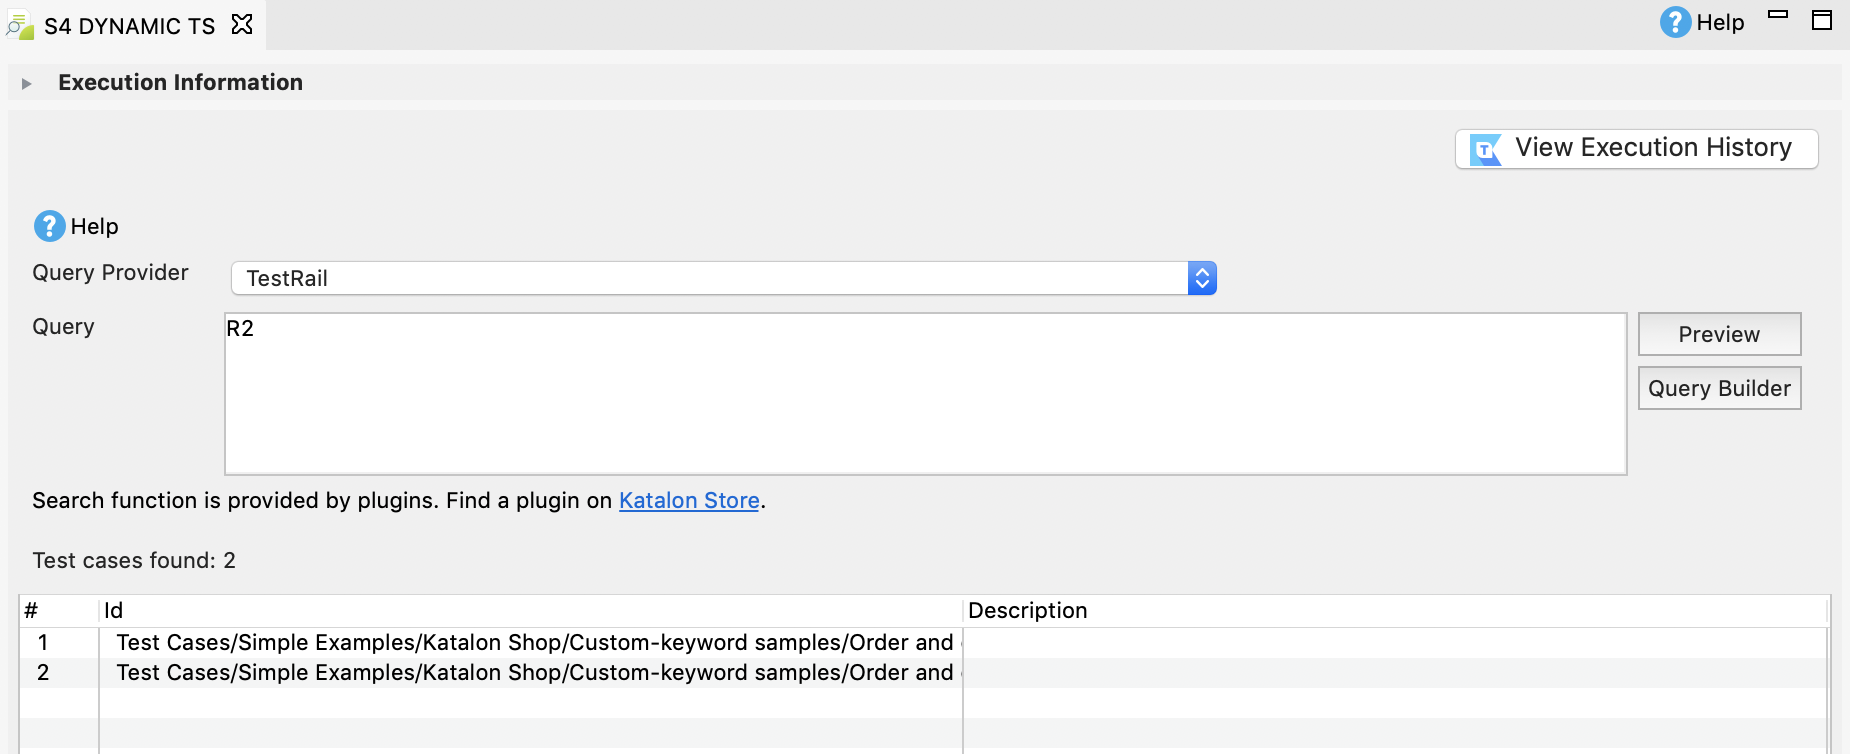 S4 DYNAMIC TS
Help
Execution Information
View Execution History
Help
Query Provider
TestRail
Query
R2
Preview
Query Builder
Search function is provided by plugins. Find a plugin on Katalon Store.
Test cases found: 2
# Id Description
1 Test Cases/Simple Examples/Katalon Shop/Custom-keyword samples/Order and
2 Test Cases/Simple Examples/Katalon Shop/Custom-keyword samples/Order and